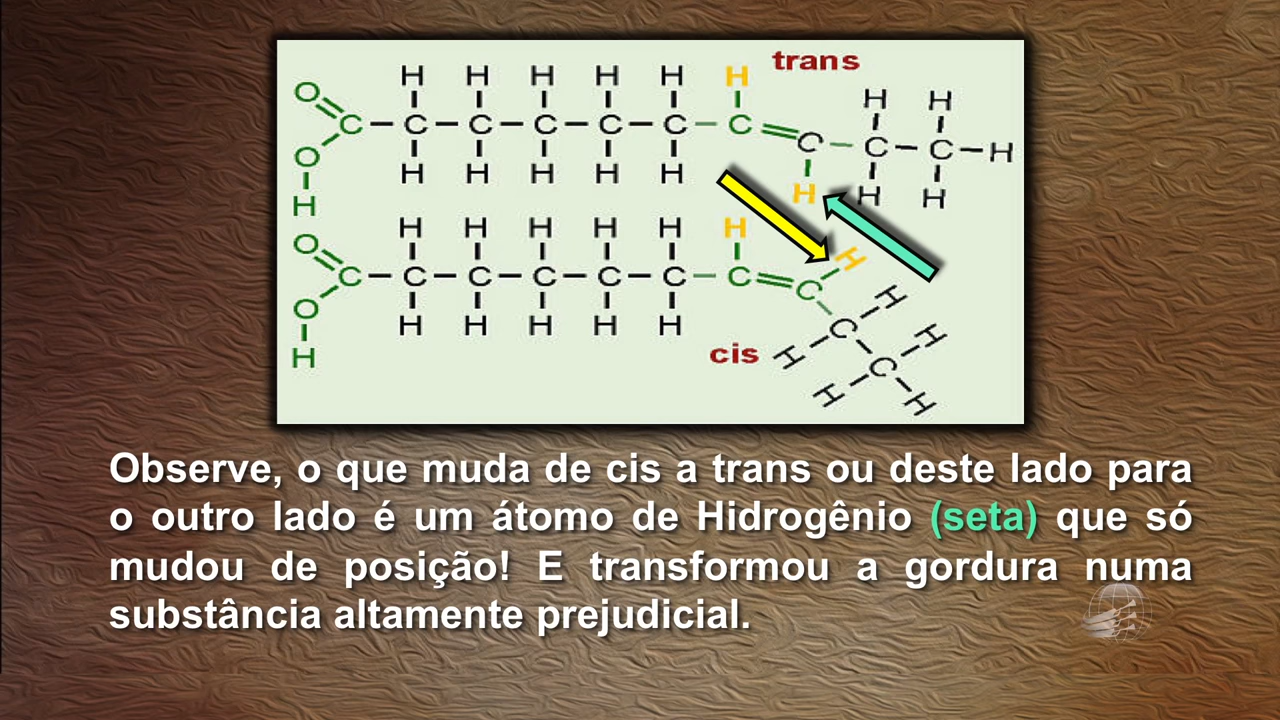 trans
H H H H H H H H
O C C C C C C C C C C H
O H H H H H H H H
H
H H H H H H
O C C C C C C C C H
O H
H H H H H H C H
cis H C
H H
Observe, o que muda de cis a trans ou deste lado para
o outro lado é um átomo de Hidrogênio (seta) que só
mudou de posição! E transformou a gordura numa
substância altamente prejudicial.